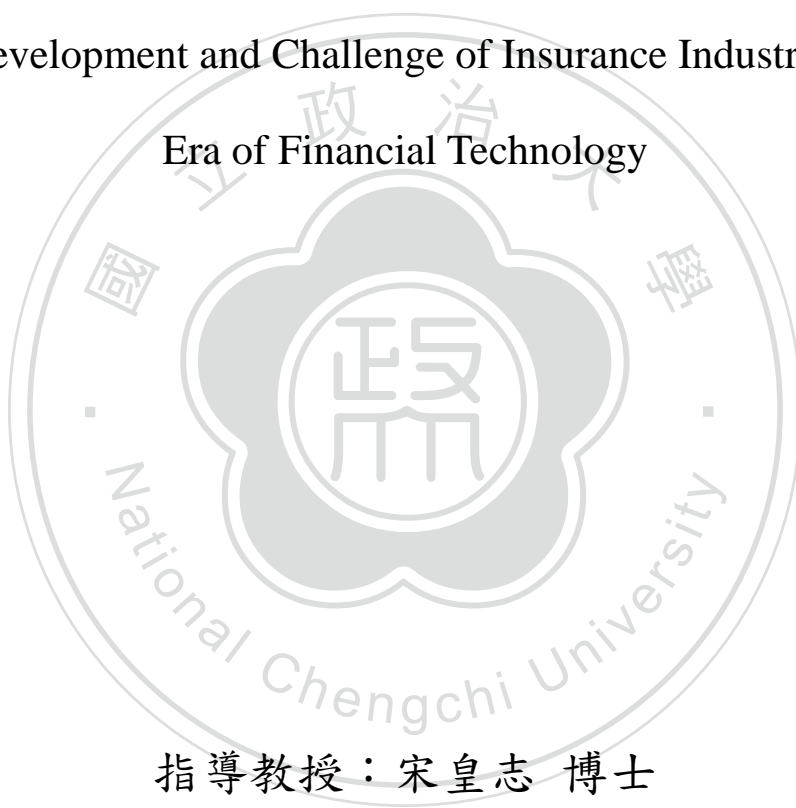 evelopment and Challenge of Insurance Industr
Era of Financial Technology
國立政治大學
政
National Chengchi University
指導教授：宋皇志 博士